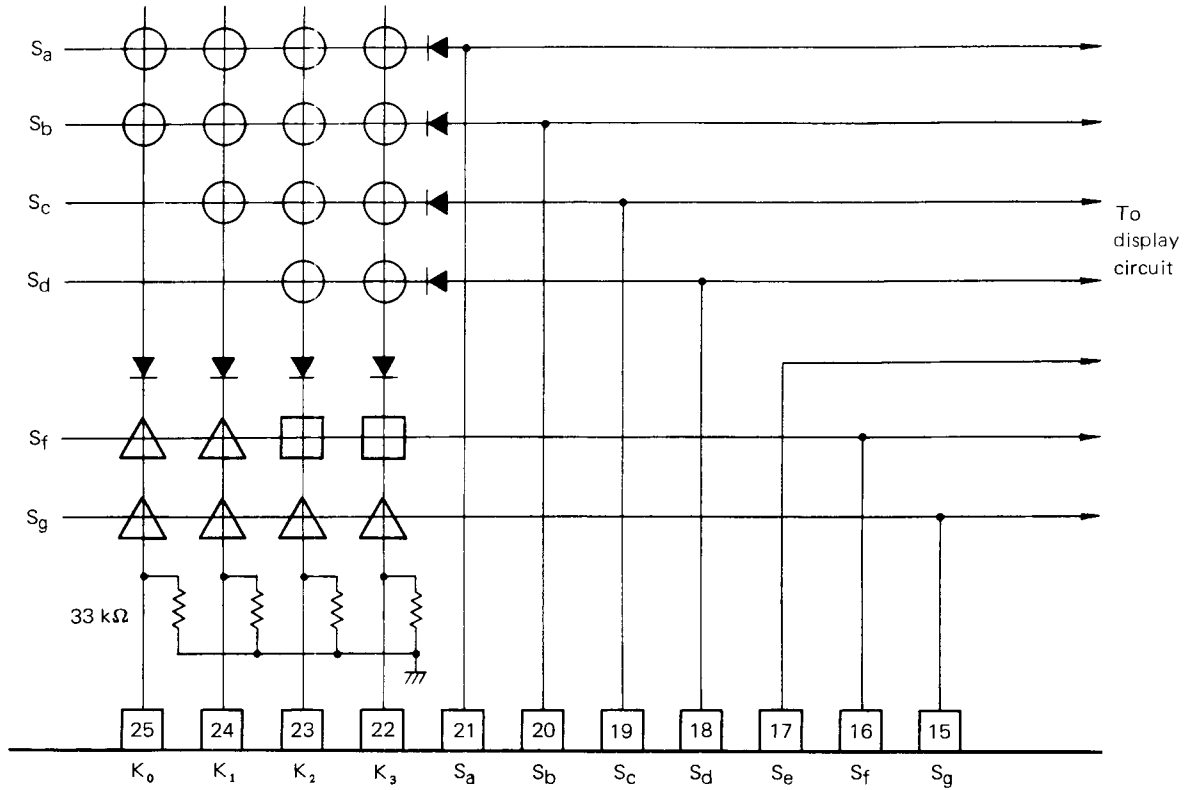 Sa
Sb
Sc
To
display
circuit
Sd
Sf
Sg
33 kΩ
25 24 23 22 21 20 19 18 17 16 15
K₀ K₁ K₂ K₃ Sa Sb Sc Sd Se Sf Sg